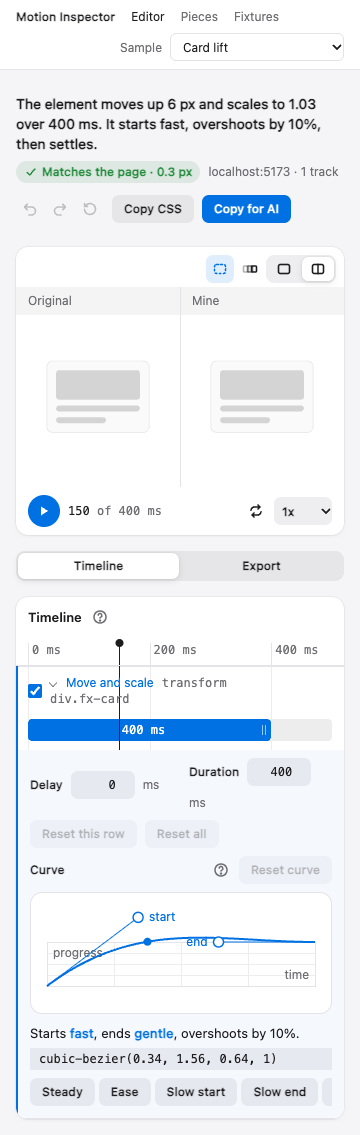 Motion Inspector Editor Pieces Fixtures
Sample Card lift
The element moves up 6 px and scales to 1.03
over 400 ms. It starts fast, overshoots by 10%,
then settles.
Matches the page · 0.3 px localhost:5173 · 1 track
Copy CSS Copy for AI
Original Mine
150 of 400 ms 1x
Timeline Export
Timeline
0 ms 200 ms 400 ms
Move and scale transform
div.fx-card
400 ms
Delay 0 ms Duration 400
ms
Reset this row Reset all
Curve Reset curve
start
end
progress
time
Starts fast, ends gentle, overshoots by 10%.
cubic-bezier(0.34, 1.56, 0.64, 1)
Steady Ease Slow start Slow end